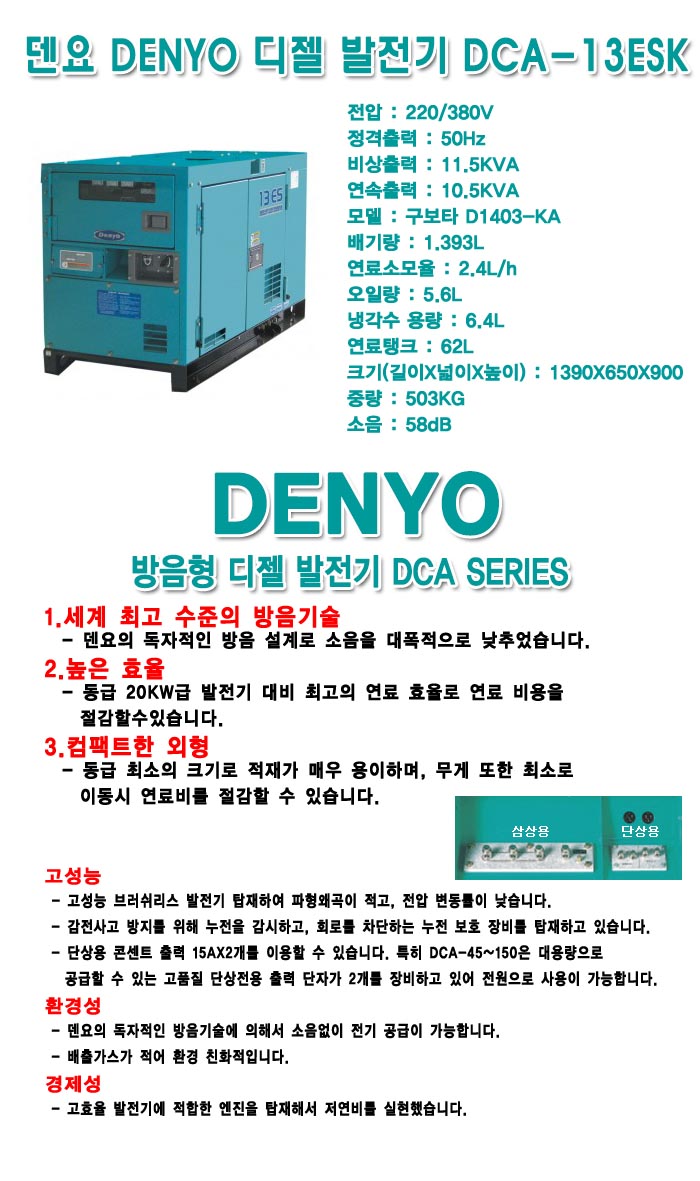 덴요 DENYO 디젤 발전기 DCA-13ESK
전압 : 220/380V
정격출력 : 50Hz
비상출력 : 11.5KVA
연속출력 : 10.5KVA
모델 : 구보타 D1403-KA
배기량 : 1.393L
연료소모율 : 2.4L/h
오일량 : 5.6L
냉각수 용량 : 6.4L
연료탱크 : 62L
크기(길이X넓이X높이) : 1390X650X900
중량 : 503KG
소음 : 58dB
13ES
Denyo
DENYO
방음형 디젤 발전기 DCA SERIES
1.세계 최고 수준의 방음기술
- 덴요의 독자적인 방음 설계로 소음을 대폭적으로 낮추었습니다.
2.높은 효율
- 동급 20KW급 발전기 대비 최고의 연료 효율로 연료 비용을
절감할수있습니다.
3.컴팩트한 외형
- 동급 최소의 크기로 적재가 매우 용이하며, 무게 또한 최소로
이동시 연료비를 절감할 수 있습니다.
삼상용
단상용
고성능
- 고성능 브러쉬리스 발전기 탑재하여 파형왜곡이 적고, 전압 변동률이 낮습니다.
- 감전사고 방지를 위해 누전을 감시하고, 회로를 차단하는 누전 보호 장비를 탑재하고 있습니다.
- 단상용 콘센트 출력 15AX2개를 이용할 수 있습니다. 특히 DCA-45~150은 대용량으로
공급할 수 있는 고품질 단상전용 출력 단자가 2개를 장비하고 있어 전원으로 사용이 가능합니다.
환경성
- 덴요의 독자적인 방음기술에 의해서 소음없이 전기 공급이 가능합니다.
- 배출가스가 적어 환경 친화적입니다.
경제성
- 고효율 발전기에 적합한 엔진을 탑재해서 저연비를 실현했습니다.